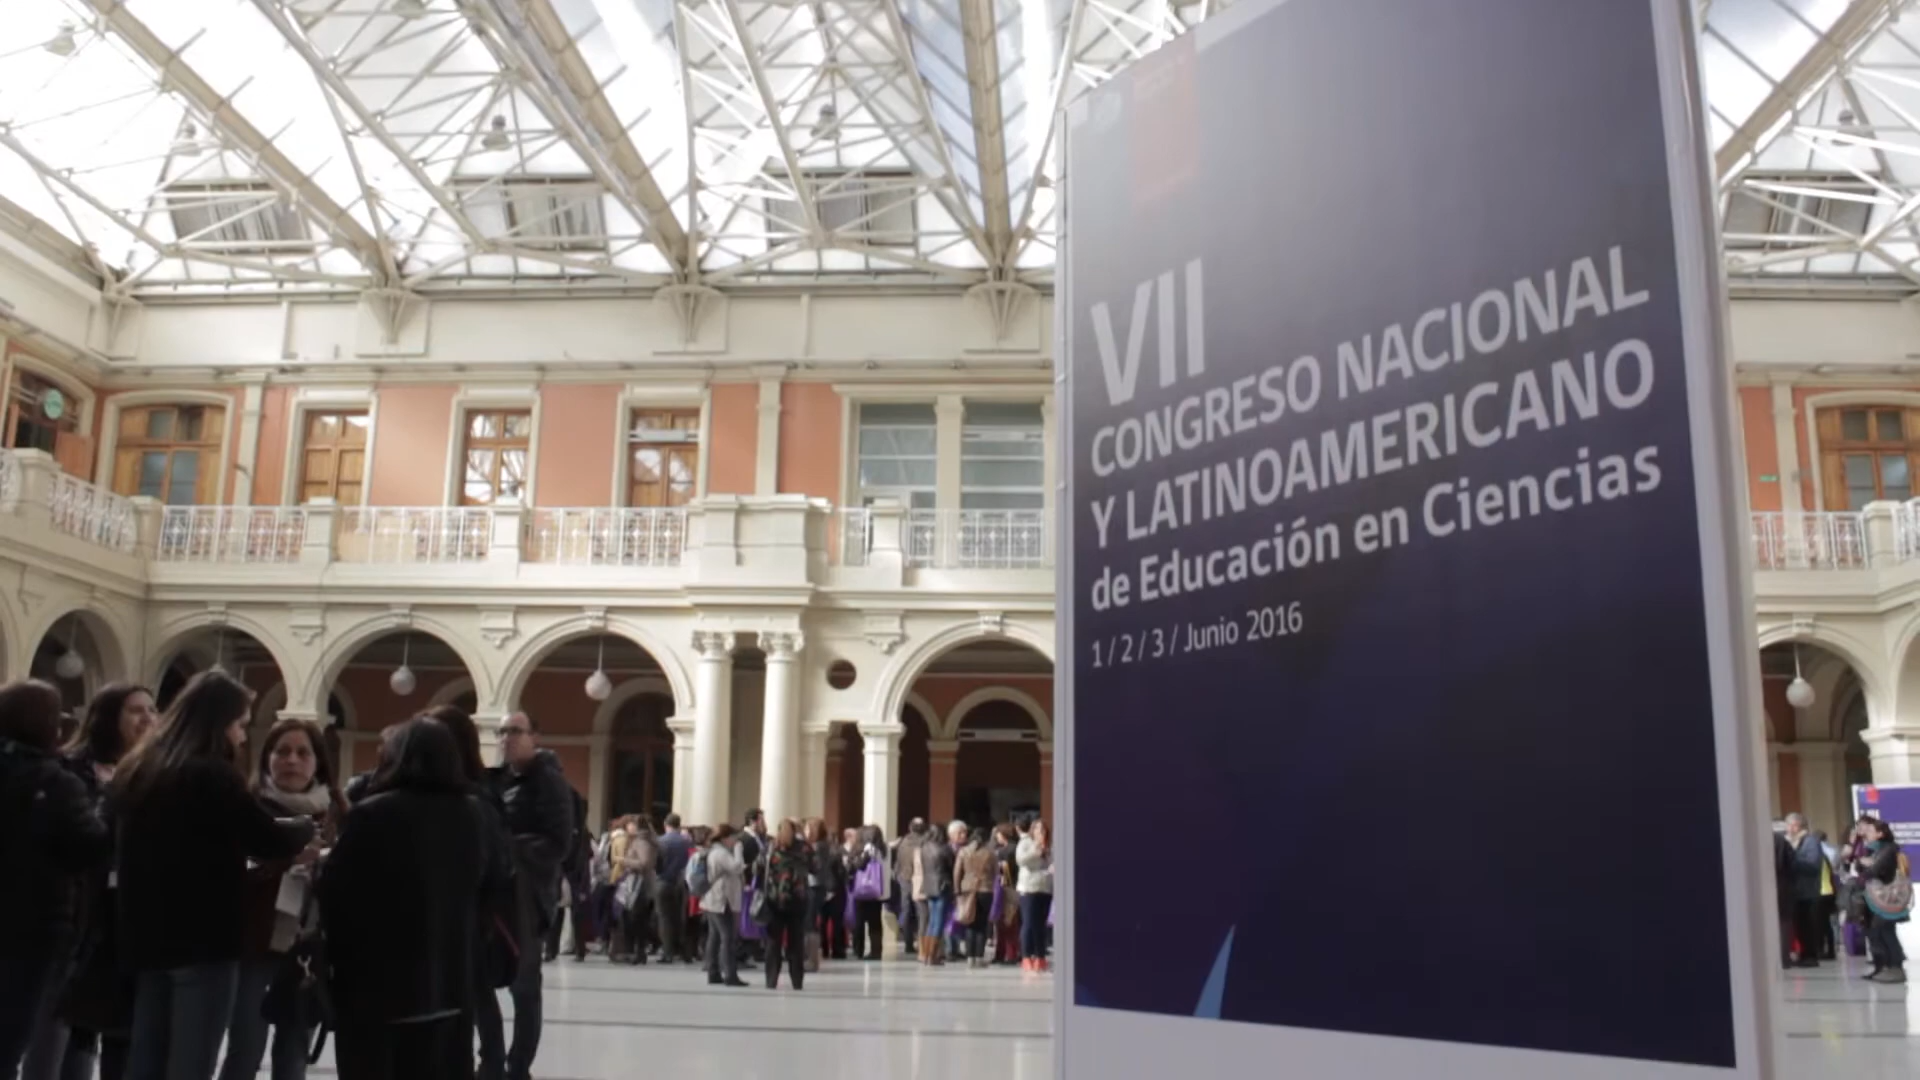 VII
CONGRESO NACIONAL
Y LATINOAMERICANO
de Educación en Ciencias
1 / 2 / 3 / Junio 2016